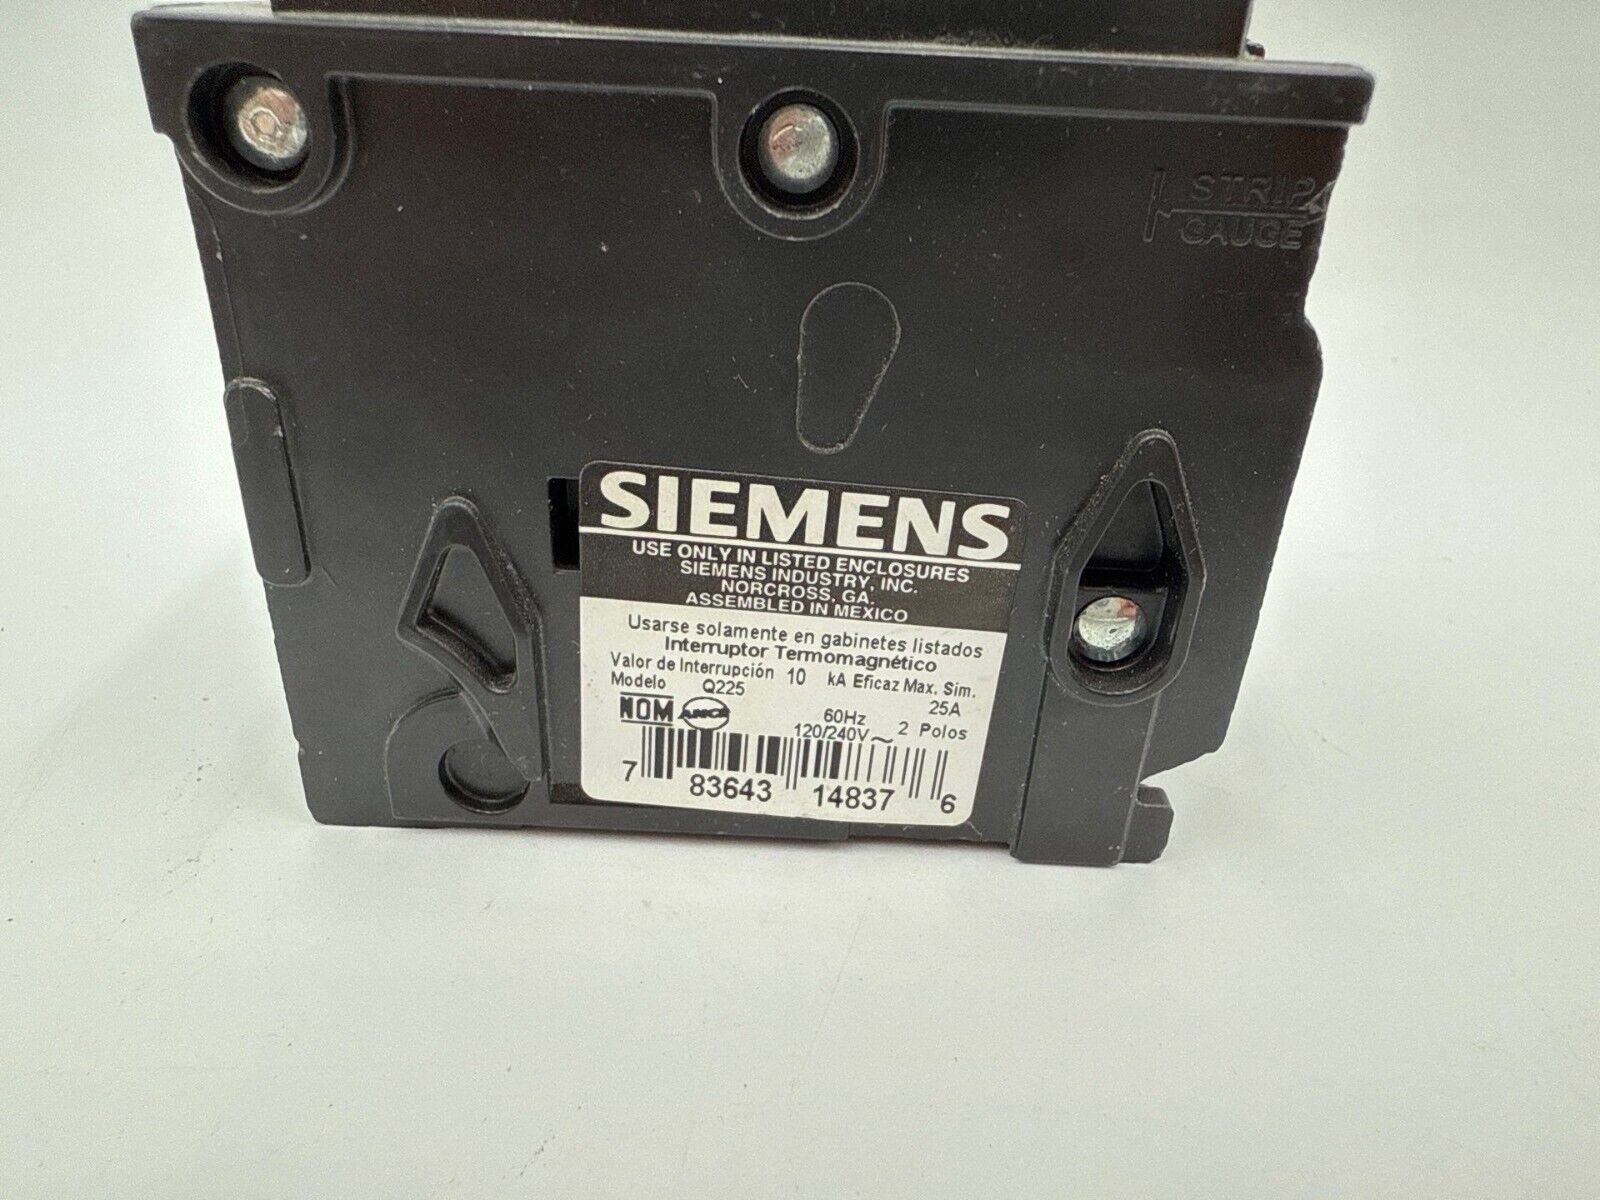 STRIP
GAUGE
SIEMENS
USE ONLY IN LISTED ENCLOSURES
SIEMENS INDUSTRY, INC.
NORCROSS, GA.
ASSEMBLED IN MEXICO
Usarse solamente en gabinetes listados
Interruptor Termomagnético
Valor de Interrupción 10 kA Eficaz Max. Sim.
Modelo Q225 25A
NOM ANCE 60Hz
120/240V~ 2 Polos
7 83643 14837 6